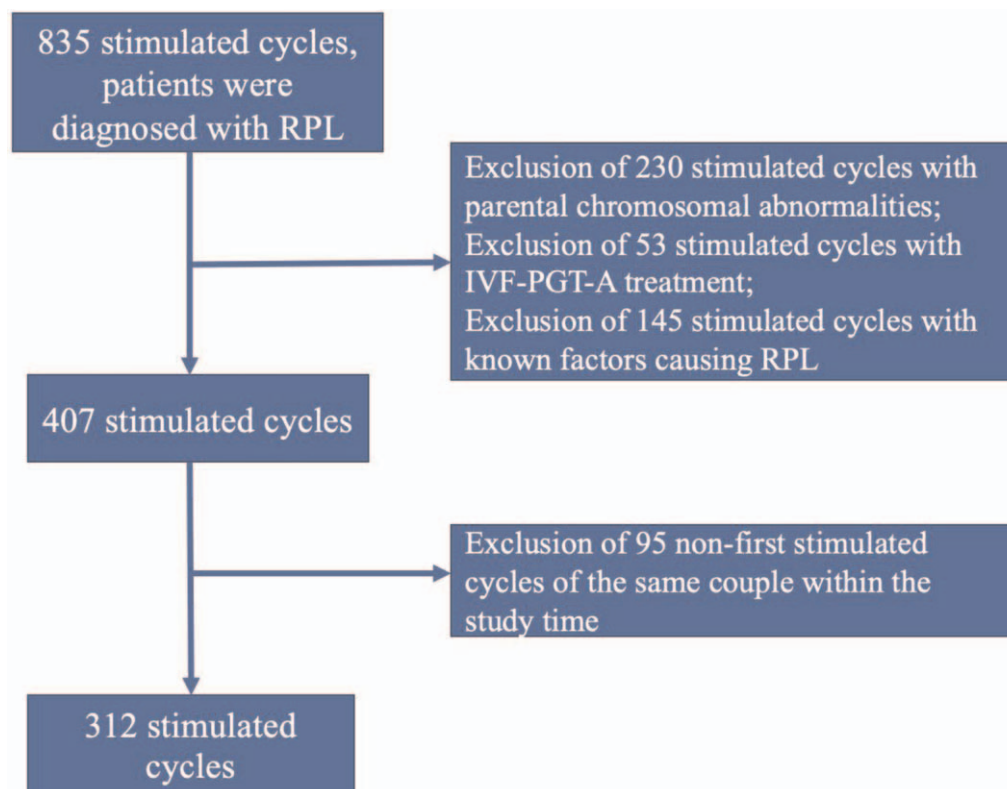 835 stimulated cycles,
patients were
diagnosed with RPL
Exclusion of 230 stimulated cycles with
parental chromosomal abnormalities;
Exclusion of 53 stimulated cycles with
IVF-PGT-A treatment;
Exclusion of 145 stimulated cycles with
known factors causing RPL
407 stimulated cycles
Exclusion of 95 non-first stimulated
cycles of the same couple within the
study time
312 stimulated
cycles